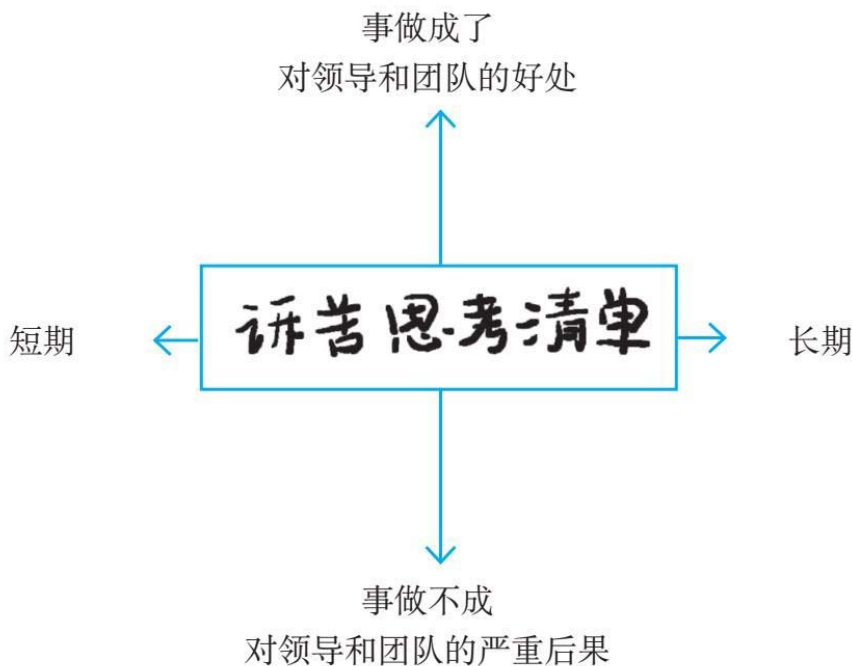 事做成了
对领导和团队的好处
短期
诉苦思考清单
长期
事做不成
对领导和团队的严重后果